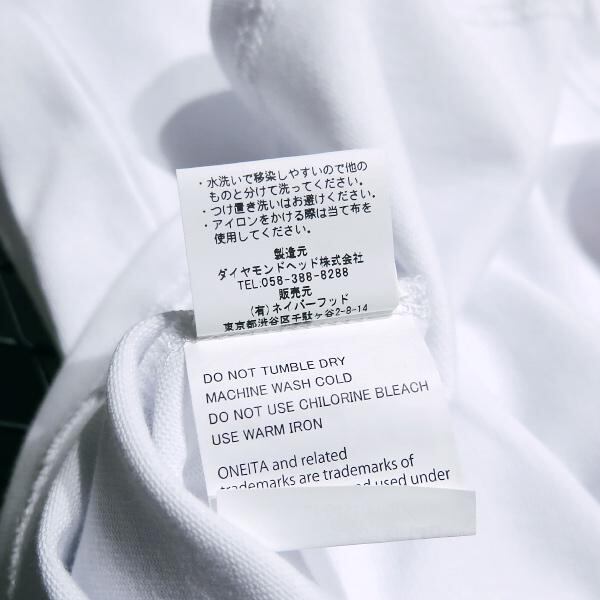 ・水洗いで移染しやすいので他の
ものと分けて洗ってください。
・つけ置き洗いはお避けください.
・アイロンをかける際は当て布を
使用してください。
製造元
ダイヤモンドヘッド株式会社
TEL.058-388-8288
販売元
(有)ネイバーフッド
東京都渋谷区千駄ヶ谷2-8-14
DO NOT TUMBLE DRY
MACHINE WASH COLD
DO NOT USE CHLORINE BLEACH
USE WARM IRON
ONEITA and related
trademarks are trademarks of
and used under